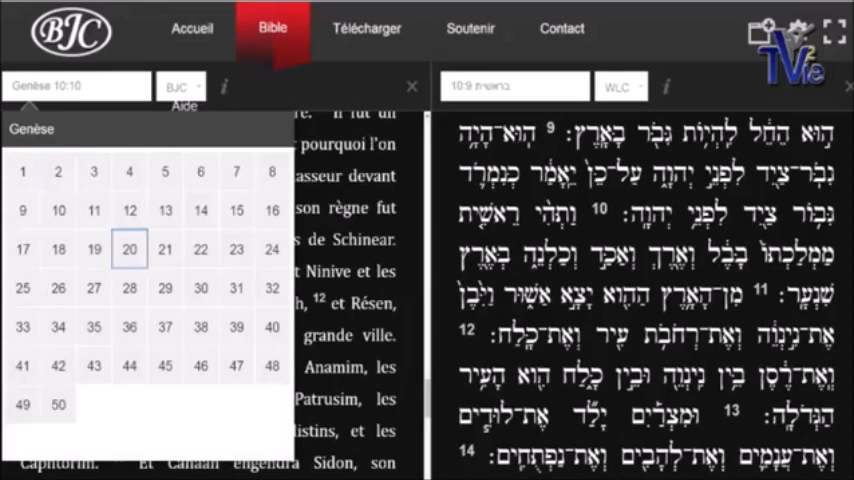 BJC
Accueil
Bible
Télécharger
Soutenir
Contact
TVie 2
Genèse 10:10
BJC
Aide
בראשית 10:9
WLC
Genèse
1 2 3 4 5 6 7 8
9 10 11 12 13 14 15 16
17 18 19 20 21 22 23 24
25 26 27 28 29 30 31 32
33 34 35 36 37 38 39 40
41 42 43 44 45 46 47 48
49 50
re. Il fut un
pourquoi l'on
asseur devant
son règne fut
s de Schinear.
t Ninive et les
h, 12 et Résen,
grande ville.
Anamim, les
Patrusim, les
listins, et les
Caphtorim. Et Canaan engendra Sidon, son
ה֣וּא הֵחֵ֔ל לִֽהְי֥וֹת גִּבֹּ֖ר בָּאָֽרֶץ׃ 9 הֽוּא־הָיָ֥ה
גִבֹּֽר־צַ֖יִד לִפְנֵ֣י יְהוָ֑ה עַל־כֵּן֙ יֵֽאָמַ֔ר כְּנִמְרֹ֛ד
גִּבּ֥וֹר צַ֖יִד לִפְנֵ֥י יְהוָֽה׃ 10 וַתְּהִ֨י רֵאשִׁ֤ית
מַמְלַכְתּוֹ֙ בָּבֶ֔ל וְאֶ֖רֶךְ וְאַכַּ֣ד וְכַלְנֵ֑ה בְּאֶ֖רֶץ
שִׁנְעָֽר׃ 11 מִן־הָאָ֥רֶץ הַהִ֖וא יָצָ֣א אַשּׁ֑וּר וַיִּ֙בֶן֙
אֶת־נִ֣ינְוֵ֔ה וְאֶת־רְחֹבֹ֥ת עִ֖יר וְאֶת־כָּֽלַח׃ 12
וְֽאֶת־רֶ֔סֶן בֵּ֥ין נִֽינְוֵ֖ה וּבֵ֣ין כָּ֑לַח הִ֖וא הָעִ֥יר
הַגְּדֹלָֽה׃ 13 וּמִצְרַ֡יִם יָלַ֞ד אֶת־לוּדִ֧ים
וְאֶת־עֲנָמִ֛ים וְאֶת־לְהָבִ֖ים וְאֶת־נַפְתֻּחִֽים׃ 14